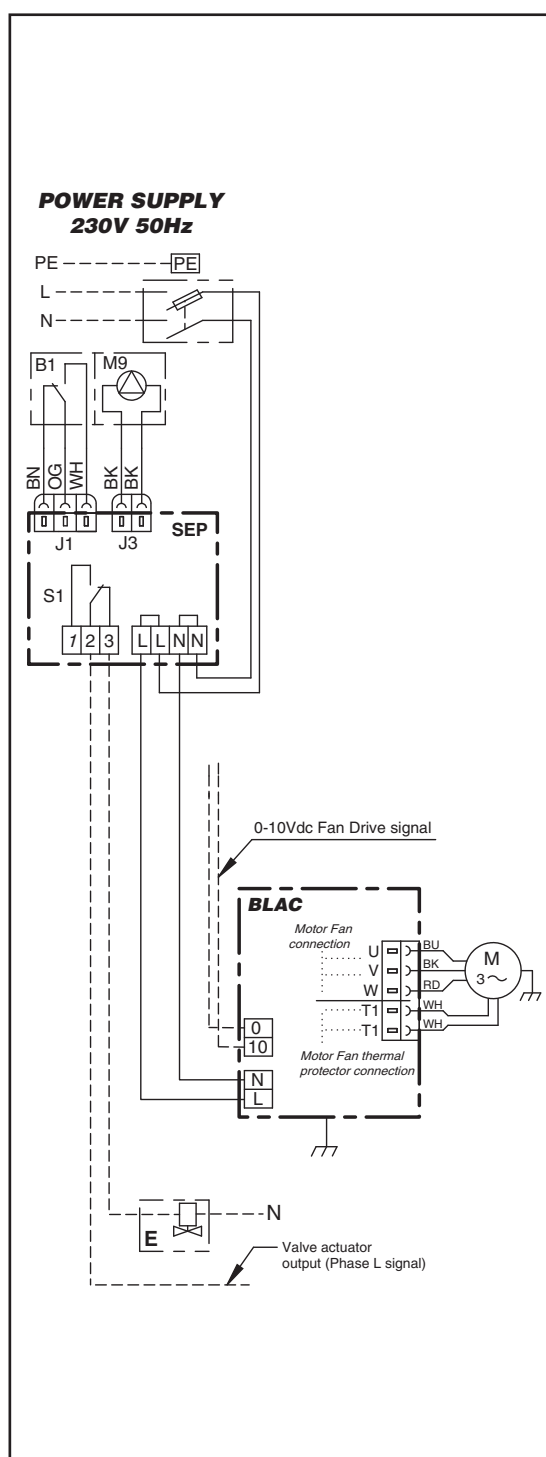 POWER SUPPLY
230V 50Hz
PE PE
L
N
B1 M9
BN OG WH BK BK
SEP
J1 J3
S1
1 2 3 L L N N
0-10Vdc Fan Drive signal
BLAC
Motor Fan
connection
U BU
V BK
W RD
T1 WH
T1 WH
M
3~
0
10
Motor Fan thermal
protector connection
N
L
E N
Valve actuator
output (Phase L signal)